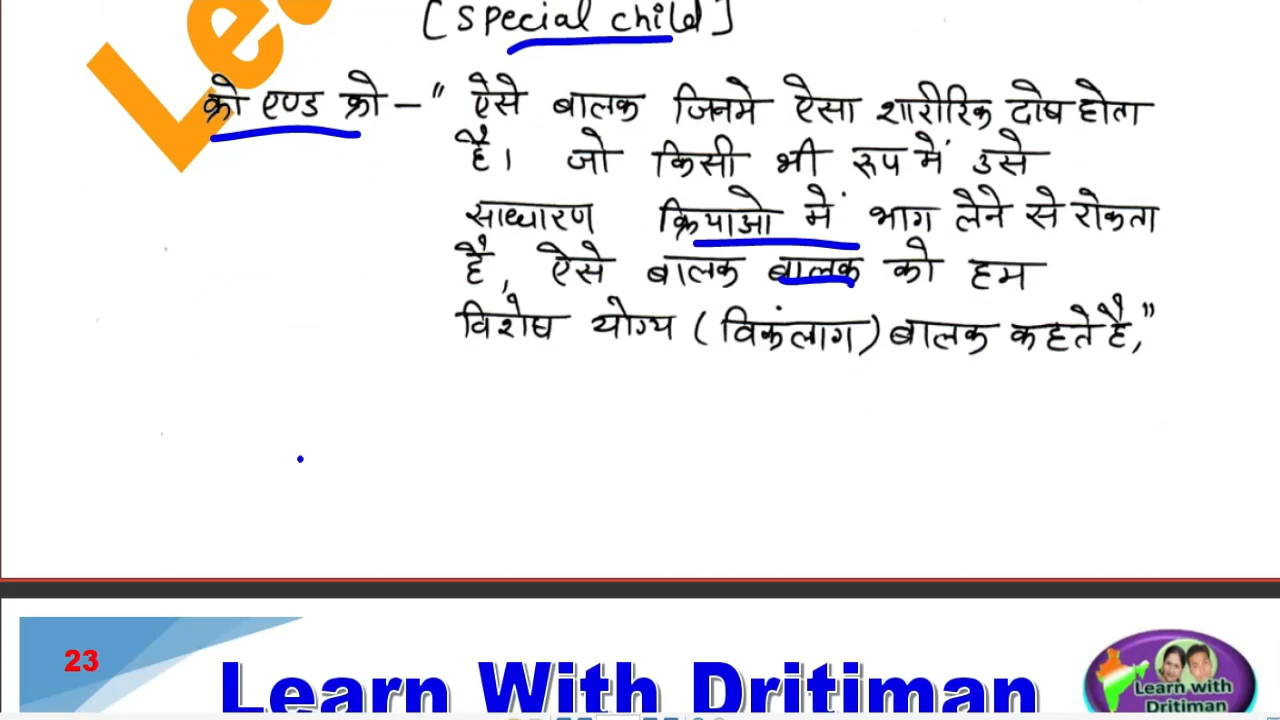 Lea
[special child]
क्रो एण्ड क्रो – " ऐसे बालक जिनमे ऐसा शारीरिक दोष होता
है। जो किसी भी रूप में उसे
साधारण क्रियाओ में भाग लेने से रोकता
है, ऐसे बालक बालक को हम
विशेष योग्य (विकंलाग) बालक कहते है,"
23
Learn With Dritiman
Learn with
Dritiman